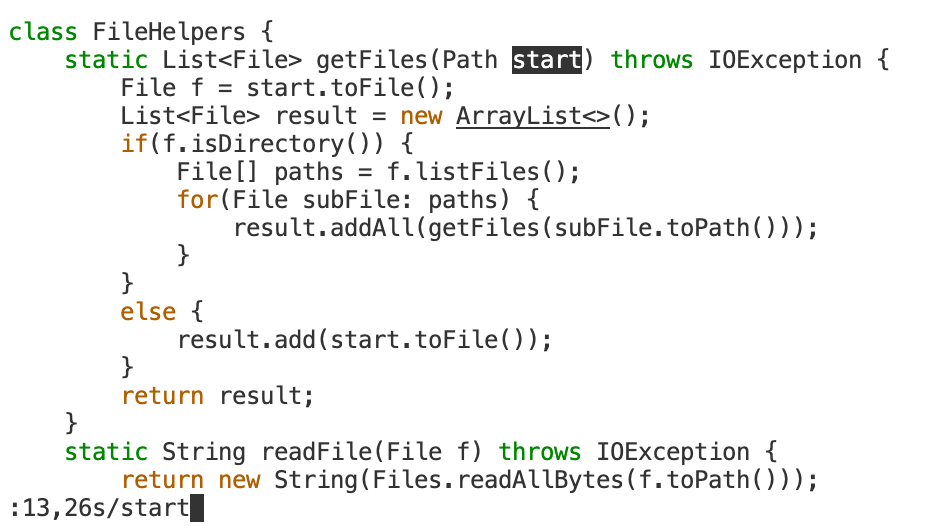 class FileHelpers {
    static List<File> getFiles(Path start) throws IOException {
        File f = start.toFile();
        List<File> result = new ArrayList<>();
        if(f.isDirectory()) {
            File[] paths = f.listFiles();
            for(File subFile: paths) {
                result.addAll(getFiles(subFile.toPath()));
            }
        }
        else {
            result.add(start.toFile());
        }
        return result;
    }
    static String readFile(File f) throws IOException {
        return new String(Files.readAllBytes(f.toPath()));
:13,26s/start